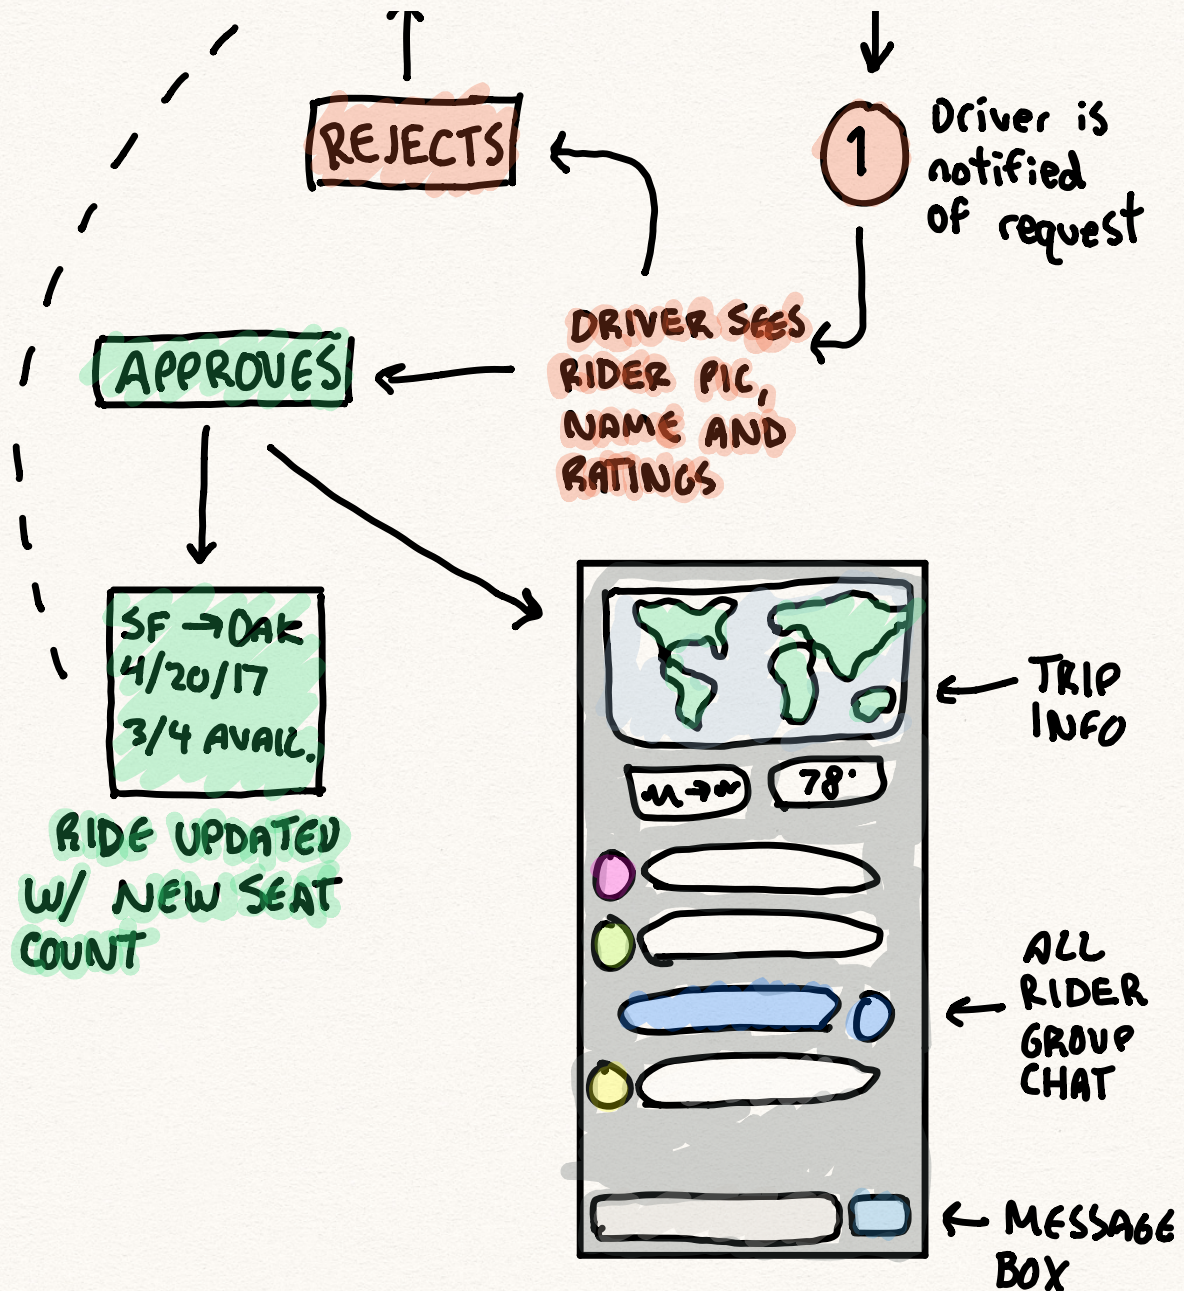 REJECTS
1
Driver is
notified
of request
DRIVER SEES
RIDER PIC,
NAME AND
RATINGS
APPROVES
SF → OAK
4/20/17
3/4 AVAIL.
RIDE UPDATED
W/ NEW SEAT
COUNT
78°
TRIP
INFO
ALL
RIDER
GROUP
CHAT
MESSAGE
BOX